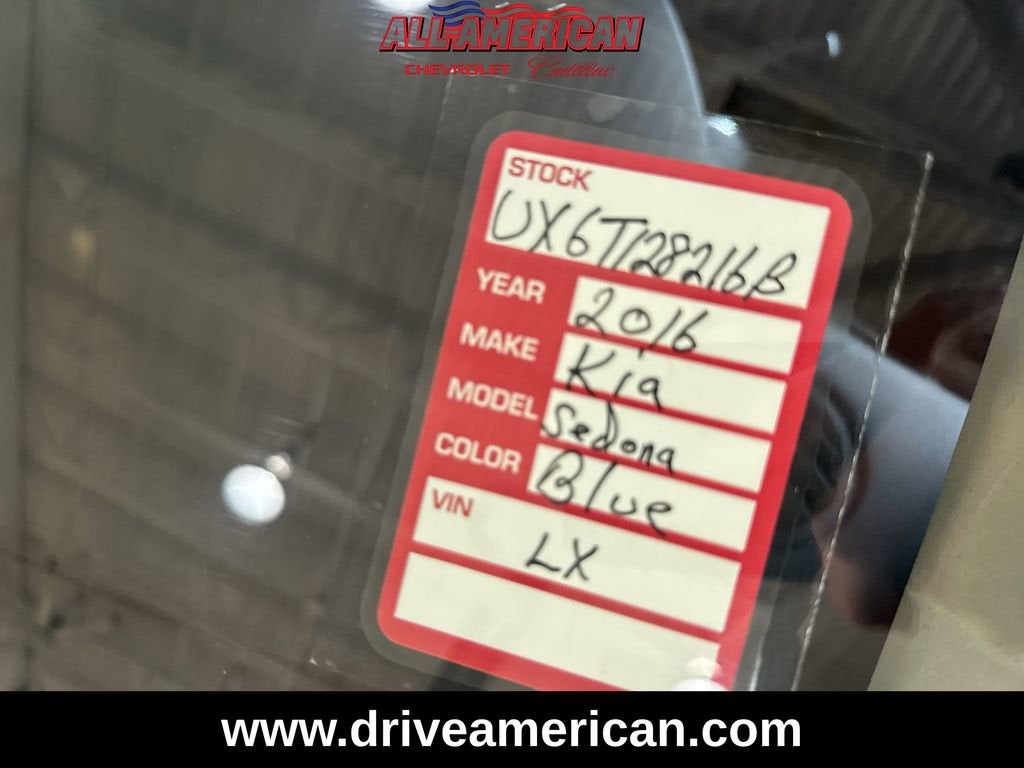 ALL-AMERICAN
CHEVROLET Cadillac
STOCK
UX6T128216B
YEAR 2016
MAKE Kia
MODEL Sedona
COLOR Blue
VIN
LX
www.driveamerican.com